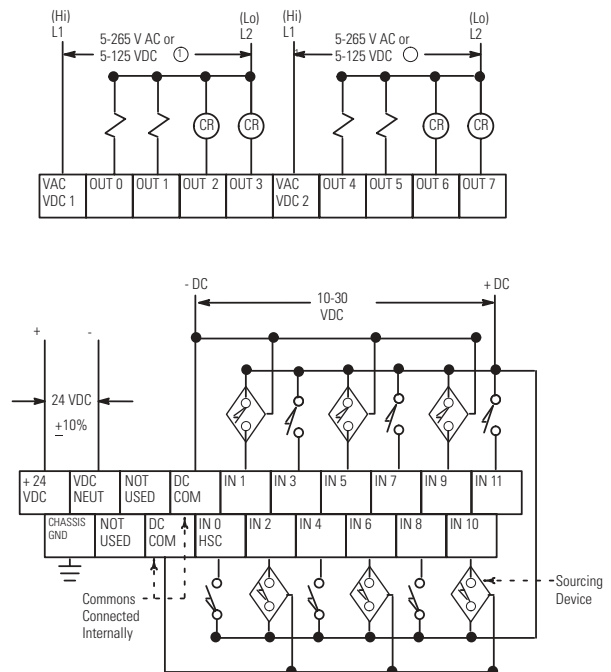 (Hi) (Lo) (Hi) (Lo)
L1 L2 L1 L2
5-265 V AC or 5-265 V AC or
5-125 VDC 1 5-125 VDC
CR CR CR CR
VAC OUT 0 OUT 1 OUT 2 OUT 3 VAC OUT 4 OUT 5 OUT 6 OUT 7
VDC 1 VDC 2
- DC + DC
10-30
VDC
+ -
24 VDC
+10%
+ 24 VDC NOT DC IN 1 IN 3 IN 5 IN 7 IN 9 IN 11
VDC NEUT USED COM
CHASSIS NOT DC IN 0 IN 2 IN 4 IN 6 IN 8 IN 10
GND USED COM HSC
Commons Sourcing
Connected Device
Internally